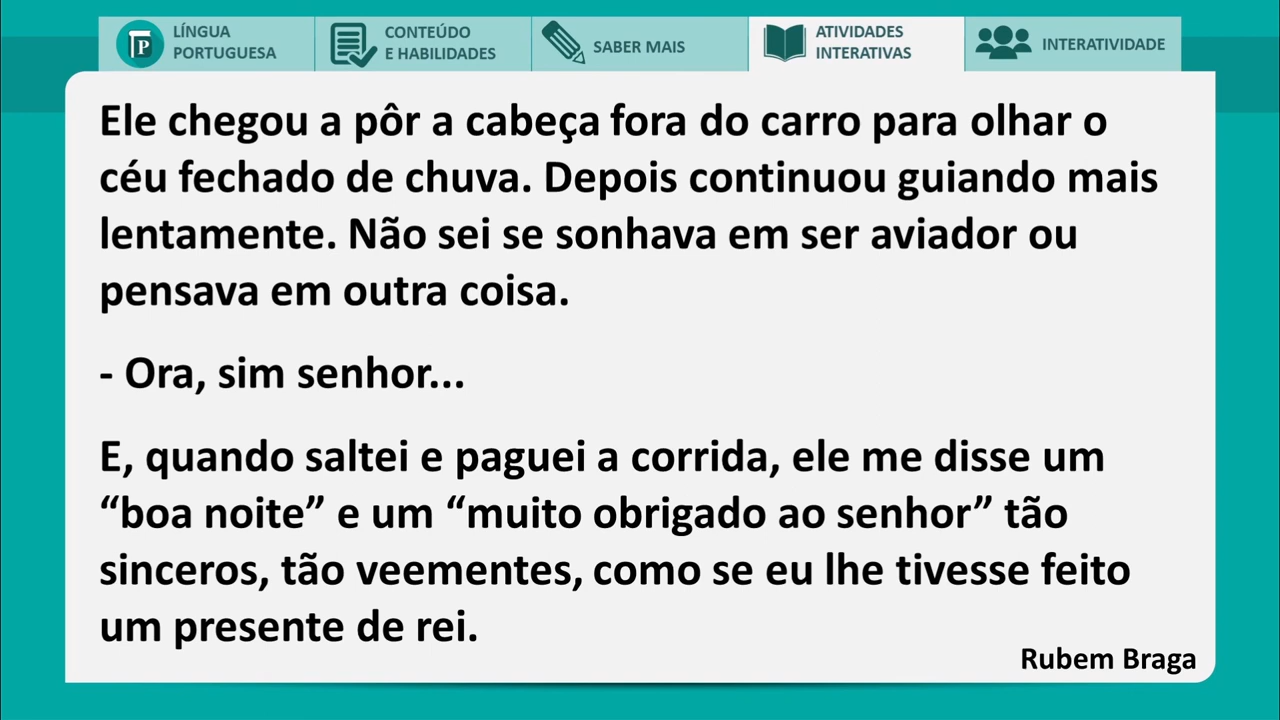 LÍNGUA
PORTUGUESA
CONTEÚDO
E HABILIDADES
SABER MAIS
ATIVIDADES
INTERATIVAS
INTERATIVIDADE
Ele chegou a pôr a cabeça fora do carro para olhar o
céu fechado de chuva. Depois continuou guiando mais
lentamente. Não sei se sonhava em ser aviador ou
pensava em outra coisa.
- Ora, sim senhor...
E, quando saltei e paguei a corrida, ele me disse um
“boa noite” e um “muito obrigado ao senhor” tão
sinceros, tão veementes, como se eu lhe tivesse feito
um presente de rei.
Rubem Braga